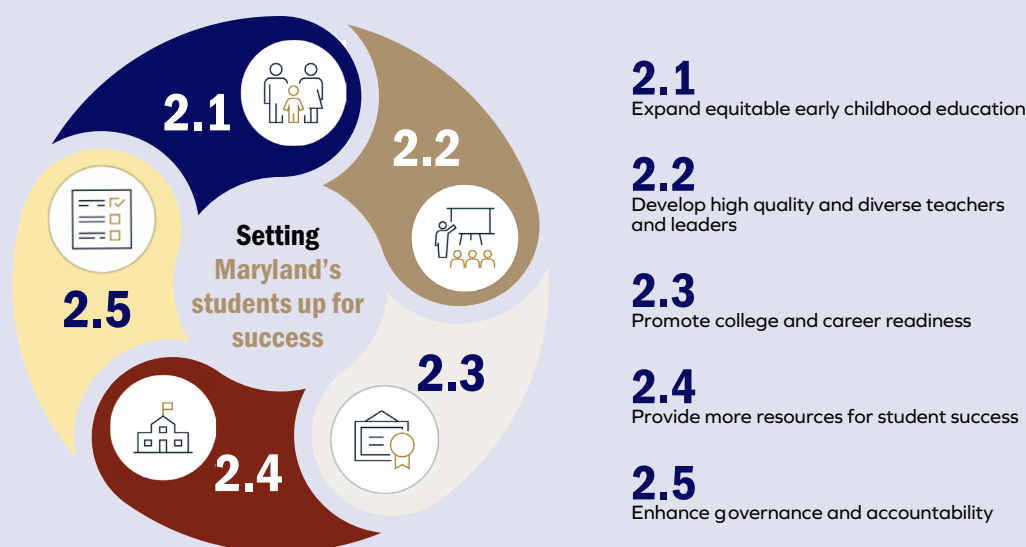 2.1
2.2
Setting
Maryland's
students up for
success
2.5
2.3
2.4
2.1
Expand equitable early childhood education
2.2
Develop high quality and diverse teachers
and leaders
2.3
Promote college and career readiness
2.4
Provide more resources for student success
2.5
Enhance governance and accountability